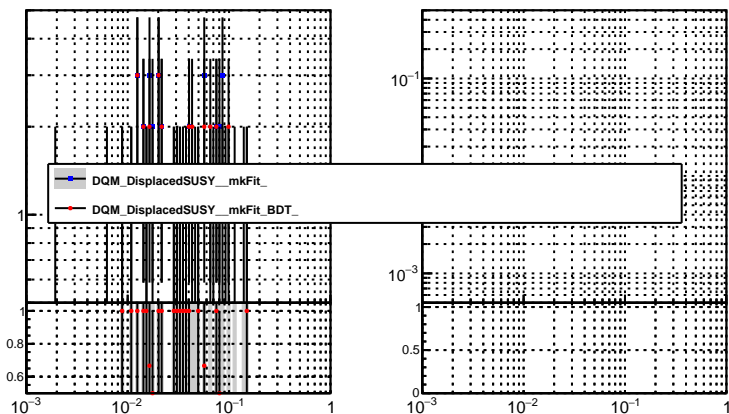 10⁻¹
DQM_DisplacedSUSY__mkFit_
DQM_DisplacedSUSY__mkFit_BDT_
1
10⁻³
1
0.8
0.6
1
0.5
0
10⁻³ 10⁻² 10⁻¹ 1
10⁻³ 10⁻² 10⁻¹ 1